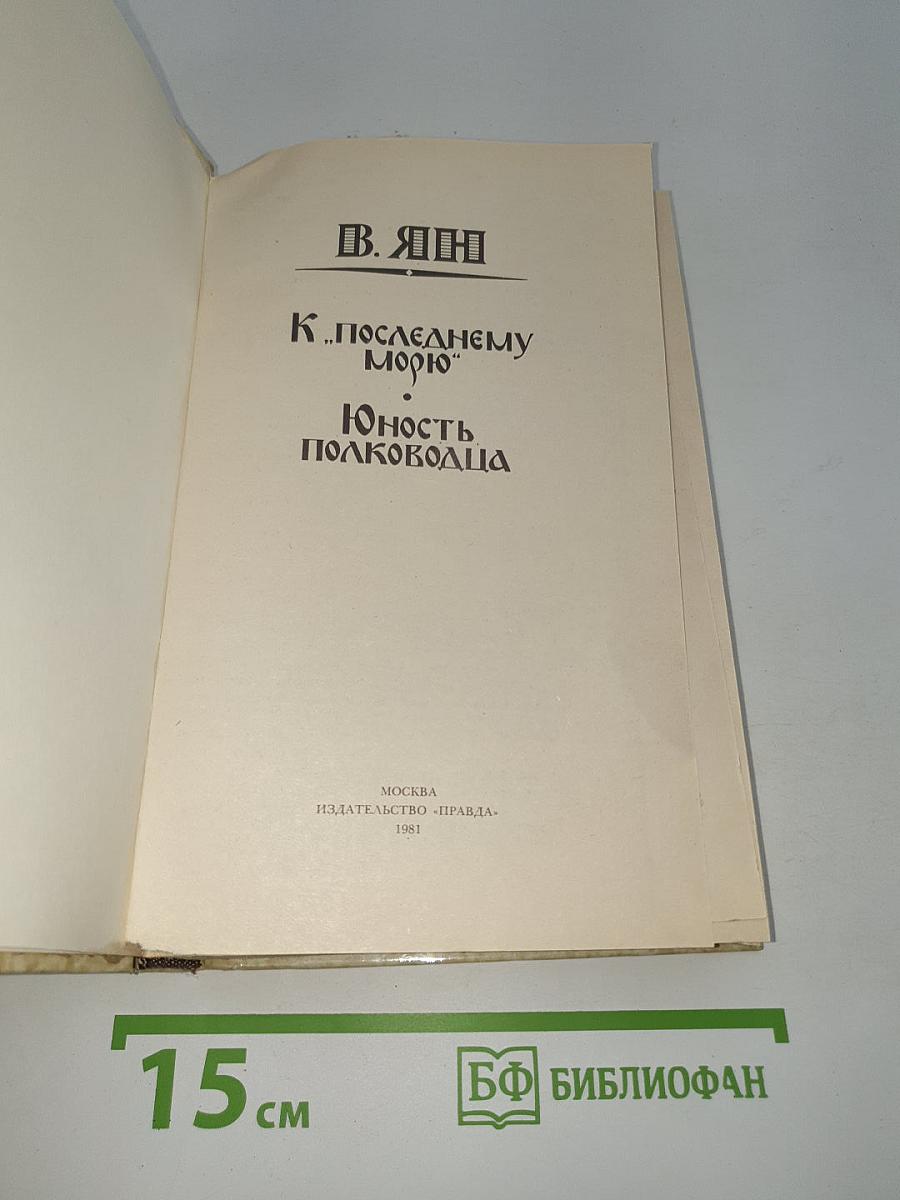 В. ЯН
К „последнему
морю“
Юность
полководца
МОСКВА
ИЗДАТЕЛЬСТВО «ПРАВДА»
1981
15 см
БФ БИБЛИОФАН